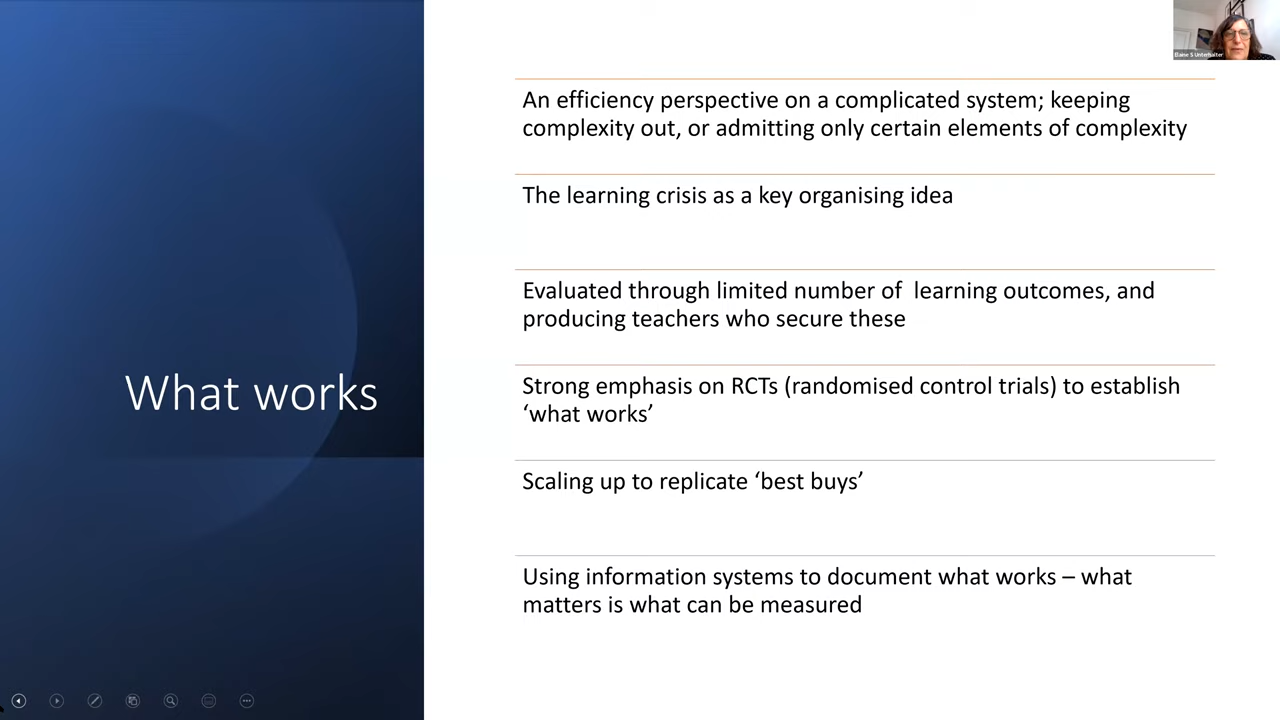 What works
An efficiency perspective on a complicated system; keeping
complexity out, or admitting only certain elements of complexity
The learning crisis as a key organising idea
Evaluated through limited number of  learning outcomes, and
producing teachers who secure these
Strong emphasis on RCTs (randomised control trials) to establish
‘what works’
Scaling up to replicate ‘best buys’
Using information systems to document what works – what
matters is what can be measured
Elaine S Unterhalter